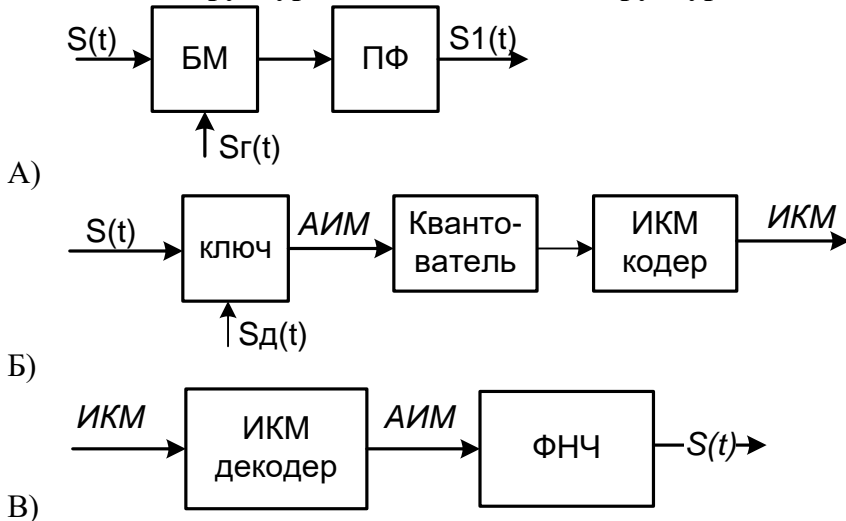 S(t)
БМ
ПФ
S1(t)
Sг(t)
А)
S(t)
ключ
АИМ
Кванто-
ватель
ИКМ
кодер
ИКМ
Sд(t)
Б)
ИКМ
ИКМ
декодер
АИМ
ФНЧ
S(t)
В)